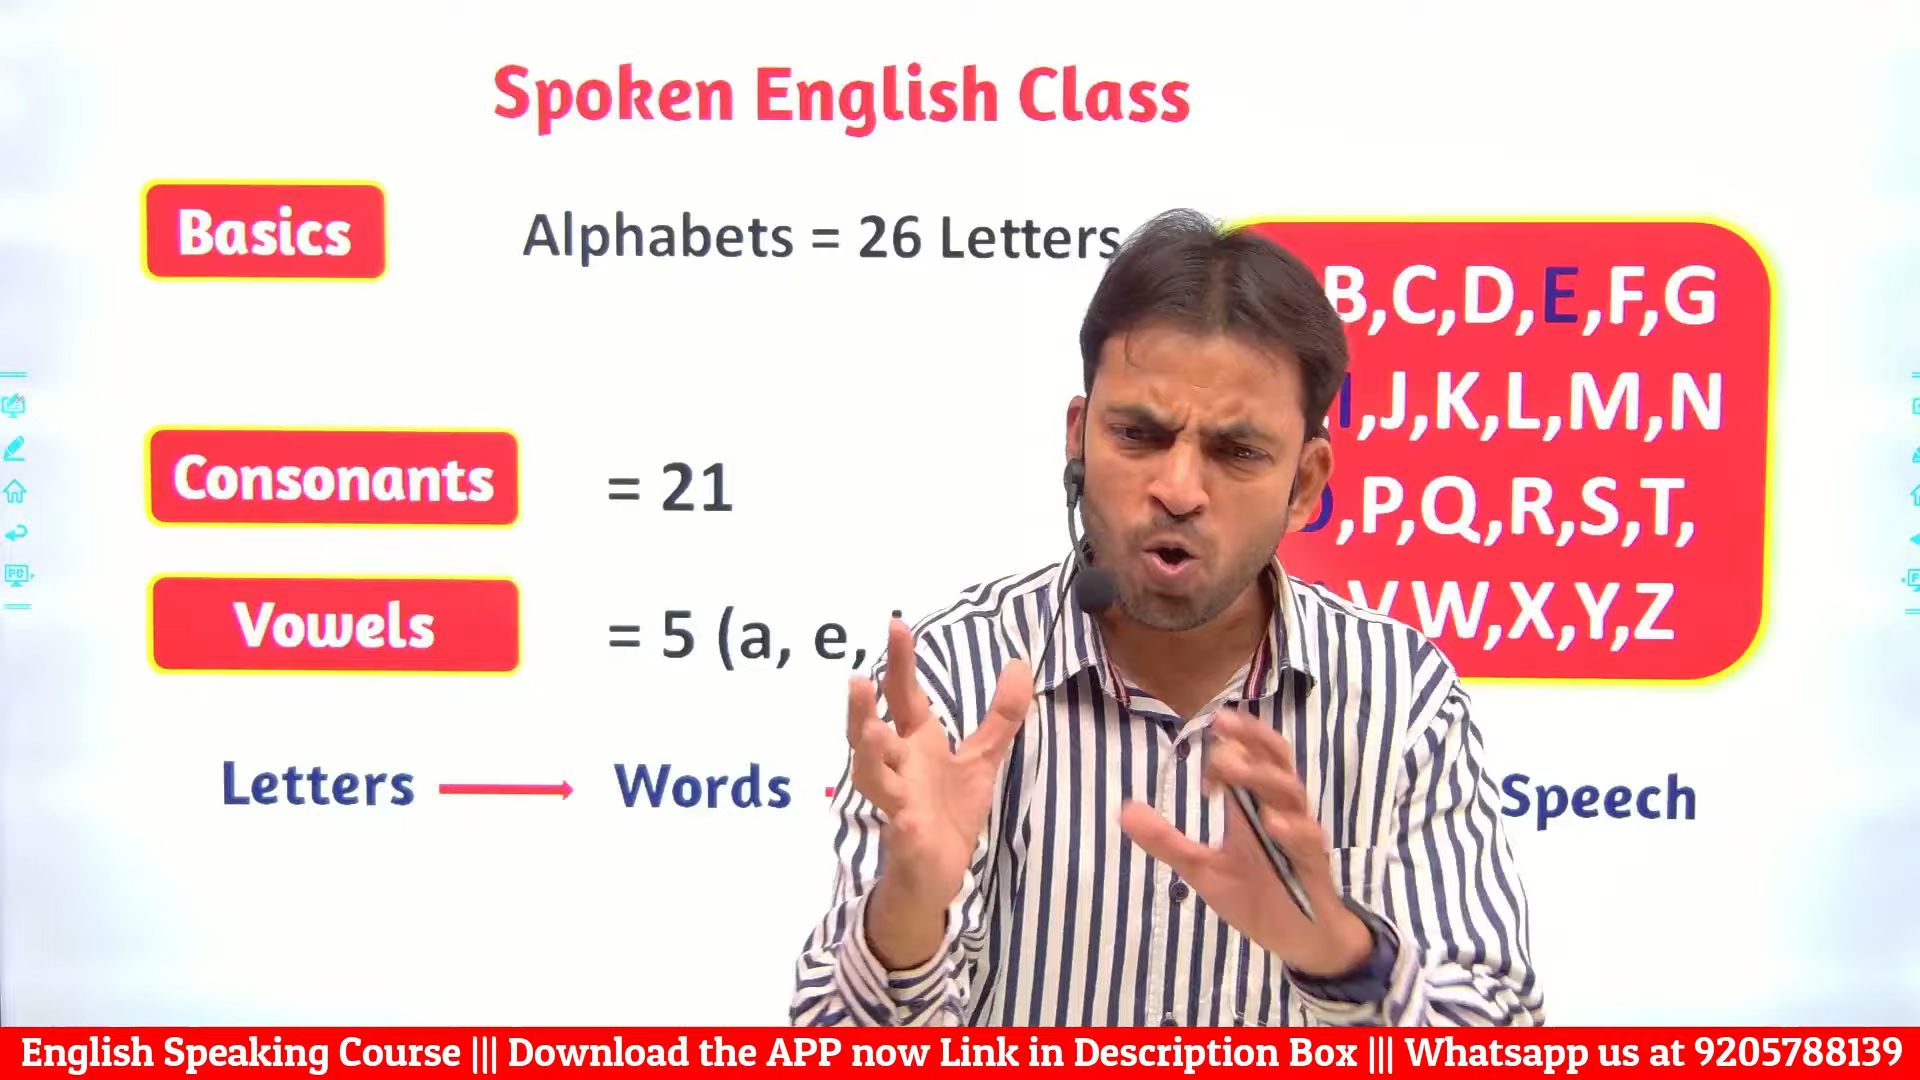 Spoken English Class
Basics
Alphabets = 26 Letters
B,C,D,E,F,G
I,J,K,L,M,N
,P,Q,R,S,T,
V,W,X,Y,Z
Consonants = 21
Vowels = 5 (a, e,
Letters Words Speech
English Speaking Course ||| Download the APP now Link in Description Box ||| Whatsapp us at 9205788139